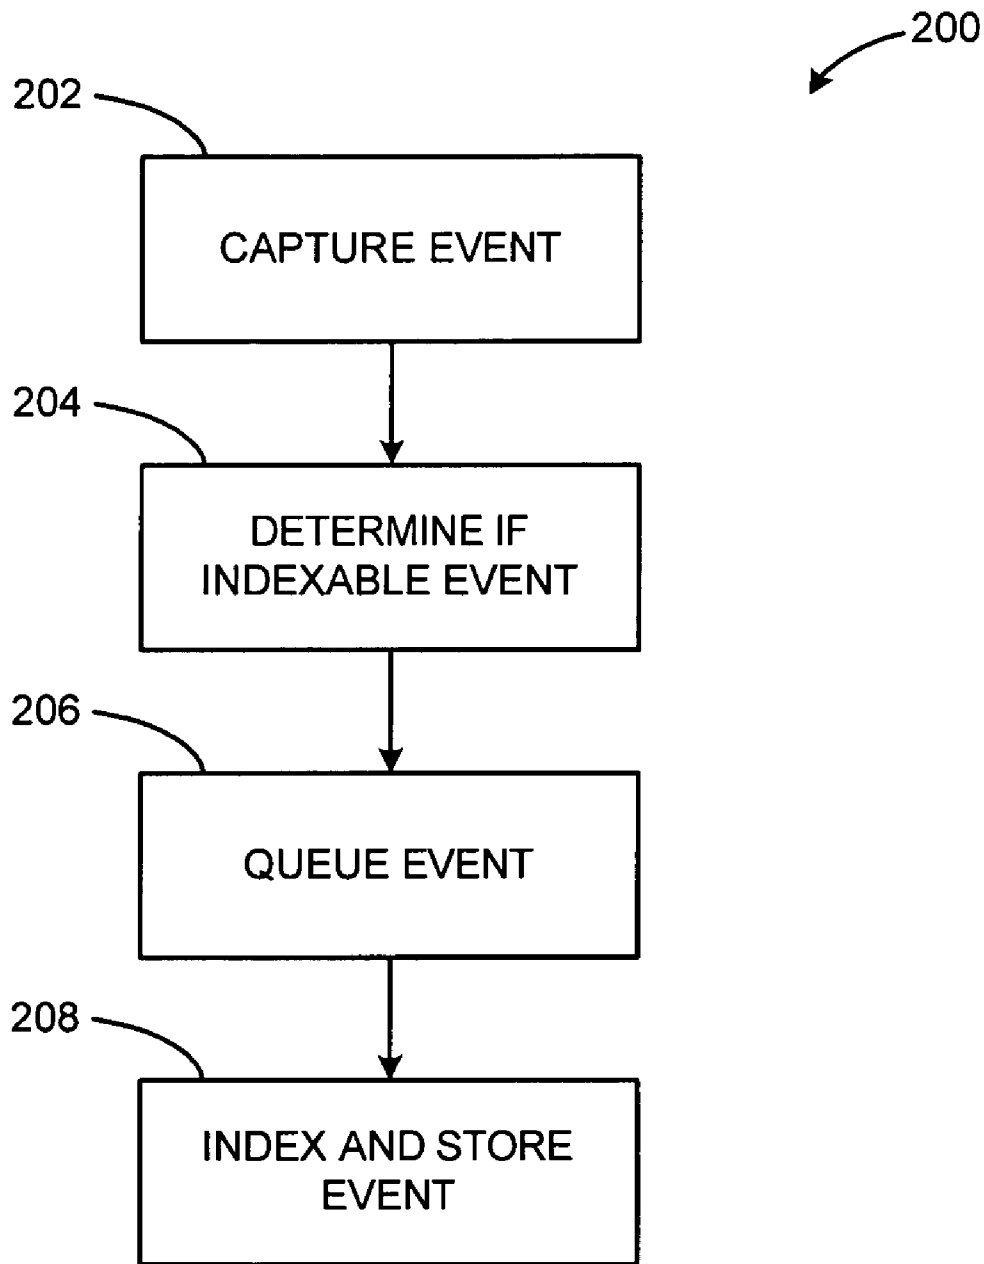 200
202
CAPTURE EVENT
204
DETERMINE IF
INDEXABLE EVENT
206
QUEUE EVENT
208
INDEX AND STORE
EVENT